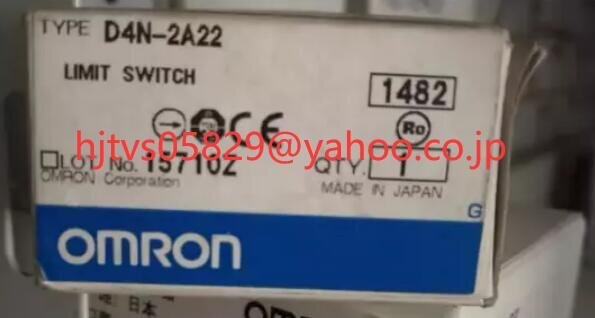 TYPE D4N-2A22
LIMIT SWITCH
1482
CE
Ro
hjtvs05829@yahoo.co.jp
LOT. No. 157102
QTY. 1
OMRON Corporation
MADE IN JAPAN
G
OMRON
日本